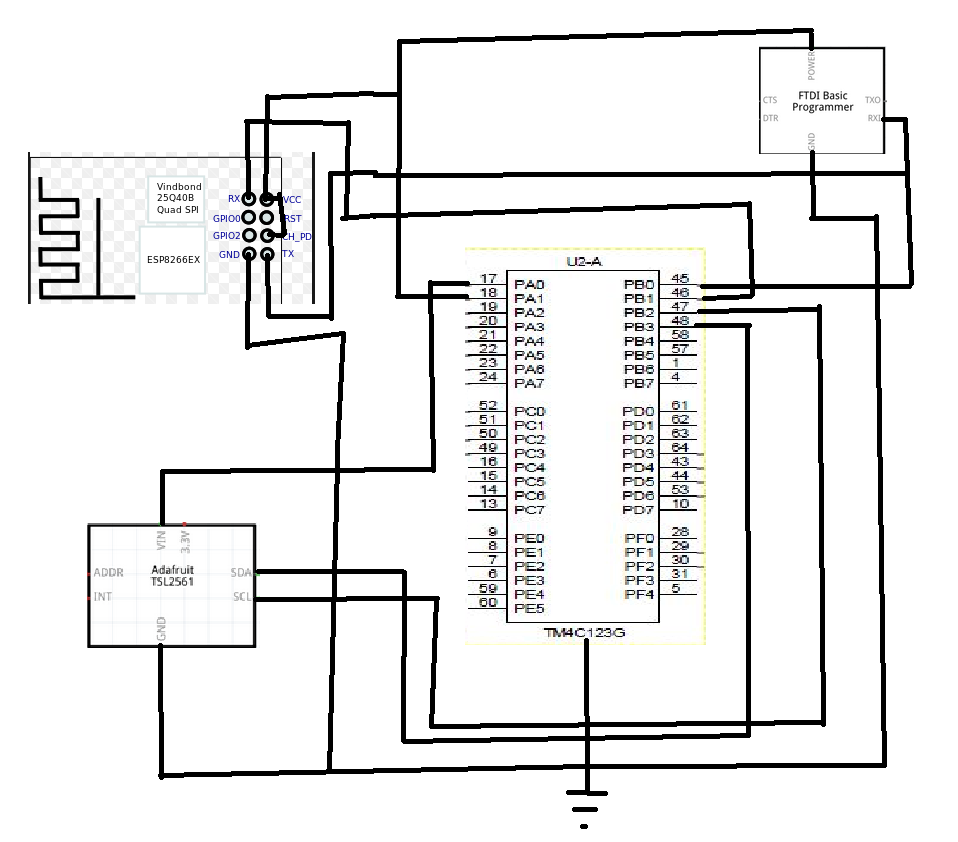 POWER
FTDI Basic
Programmer
CTS
TXO
DTR
RXI
GND
Vindbond
25Q40B
Quad SPI
RX
VCC
GPIO0
RST
GPIO2
CH_PD
ESP8266EX
GND
TX
U2-A
17 PA0 PB0 45
18 PA1 PB1 46
19 PA2 PB2 47
20 PA3 PB3 48
21 PA4 PB4 58
22 PA5 PB5 57
23 PA6 PB6 1
24 PA7 PB7 4
52 PC0 PD0 61
51 PC1 PD1 62
50 PC2 PD2 63
49 PC3 PD3 64
16 PC4 PD4 43
15 PC5 PD5 44
14 PC6 PD6 53
13 PC7 PD7 10
9 PE0 PF0 28
8 PE1 PF1 29
7 PE2 PF2 30
6 PE3 PF3 31
59 PE4 PF4 5
60 PE5
TM4C123G
VIN
3.3V
Adafruit
TSL2561
ADDR
SDA
INT
SCL
GND